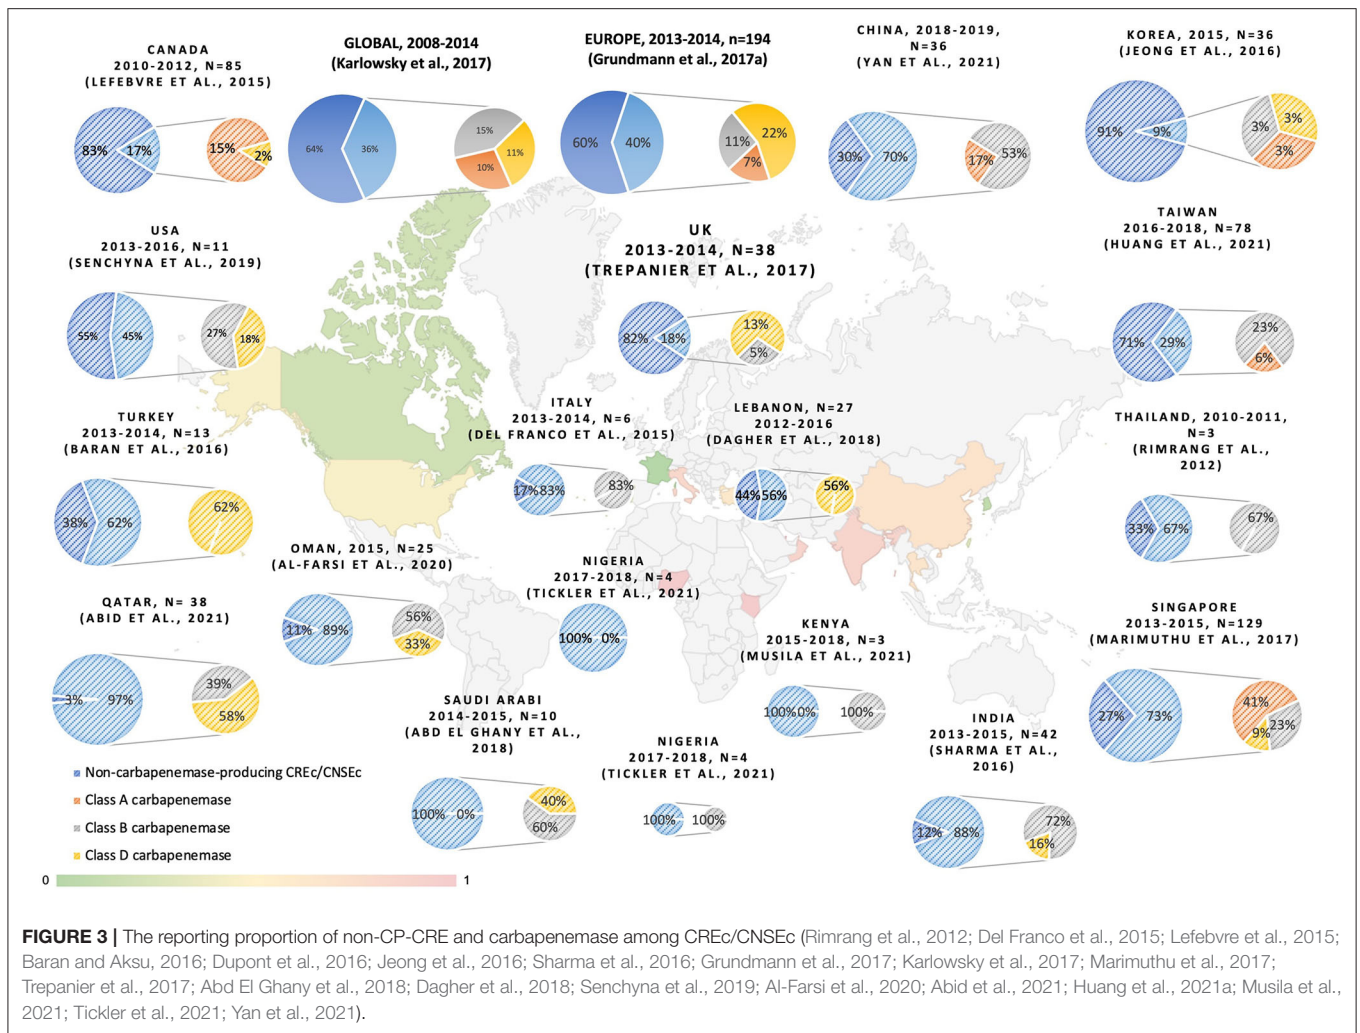 CANADA
2010-2012, N=85
(LEFEBVRE ET AL., 2015)
83%
17%
15%
2%
GLOBAL, 2008-2014
(Karlowsky et al., 2017)
64%
36%
15%
11%
10%
EUROPE, 2013-2014, n=194
(Grundmann et al., 2017a)
60%
40%
11%
22%
7%
CHINA, 2018-2019,
N=36
(YAN ET AL., 2021)
30%
70%
17%
53%
KOREA, 2015, N=36
(JEONG ET AL., 2016)
91%
9%
3%
3%
3%
USA
2013-2016, N=11
(SENCHYNA ET AL., 2019)
55%
45%
27%
18%
UK
2013-2014, N=38
(TREPANIER ET AL., 2017)
82%
18%
13%
5%
TAIWAN
2016-2018, N=78
(HUANG ET AL., 2021)
71%
29%
23%
6%
TURKEY
2013-2014, N=13
(BARAN ET AL., 2016)
38%
62%
62%
ITALY
2013-2014, N=6
(DEL FRANCO ET AL., 2015)
17%
83%
83%
LEBANON, N=27
2012-2016
(DAGHER ET AL., 2018)
44%
56%
56%
THAILAND, 2010-2011,
N=3
(RIMRANG ET AL.,
2012)
33%
67%
67%
OMAN, 2015, N=25
(AL-FARSI ET AL., 2020)
11%
89%
56%
33%
NIGERIA
2017-2018, N=4
(TICKLER ET AL., 2021)
100%
0%
QATAR, N= 38
(ABID ET AL., 2021)
3%
97%
39%
58%
KENYA
2015-2018, N=3
(MUSILA ET AL., 2021)
100%
0%
100%
SINGAPORE
2013-2015, N=129
(MARIMUTHU ET AL., 2017)
27%
73%
41%
9%
23%
SAUDI ARABI
2014-2015, N=10
(ABD EL GHANY ET AL.,
2018)
100%
0%
40%
60%
NIGERIA
2017-2018, N=4
(TICKLER ET AL., 2021)
100%
100%
INDIA
2013-2015, N=42
(SHARMA ET AL.,
2016)
12%
88%
72%
16%
Non-carbapenemase-producing CREc/CNSEc
Class A carbapenemase
Class B carbapenemase
Class D carbapenemase
0
1
FIGURE 3 | The reporting proportion of non-CP-CRE and carbapenemase among CREc/CNSEc (Rimrang et al., 2012; Del Franco et al., 2015; Lefebvre et al., 2015;
Baran and Aksu, 2016; Dupont et al., 2016; Jeong et al., 2016; Sharma et al., 2016; Grundmann et al., 2017; Karlowsky et al., 2017; Marimuthu et al., 2017;
Trepanier et al., 2017; Abd El Ghany et al., 2018; Dagher et al., 2018; Senchyna et al., 2019; Al-Farsi et al., 2020; Abid et al., 2021; Huang et al., 2021a; Musila et al.,
2021; Tickler et al., 2021; Yan et al., 2021).